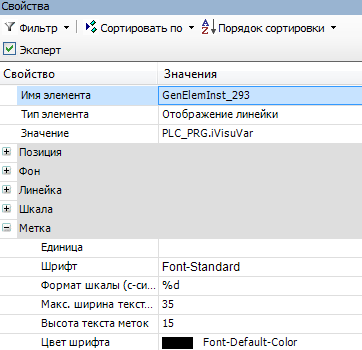 Свойства
Фильтр Сортировать по Порядок сортировки
Эксперт
Свойство Значения
Имя элемента GenElemInst_293
Тип элемента Отображение линейки
Значение PLC_PRG.iVisuVar
Позиция
Фон
Линейка
Шкала
Метка
Единица
Шрифт Font-Standard
Формат шкалы (с-си... %d
Макс. ширина текст... 35
Высота текста меток 15
Цвет шрифта Font-Default-Color